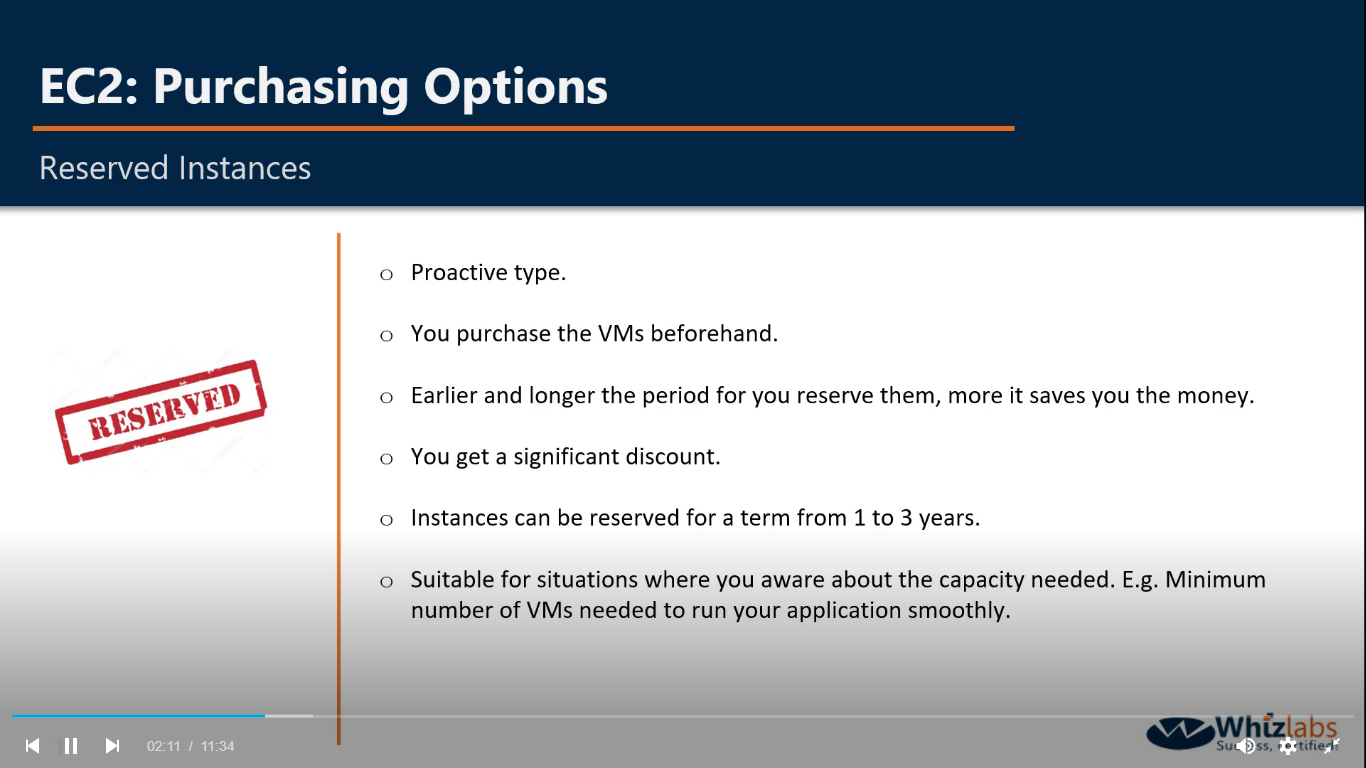 EC2: Purchasing Options
Reserved Instances
RESERVED
o Proactive type.
o You purchase the VMs beforehand.
o Earlier and longer the period for you reserve them, more it saves you the money.
o You get a significant discount.
o Instances can be reserved for a term from 1 to 3 years.
o Suitable for situations where you aware about the capacity needed. E.g. Minimum
number of VMs needed to run your application smoothly.
Whizlabs
02:11 / 11:34